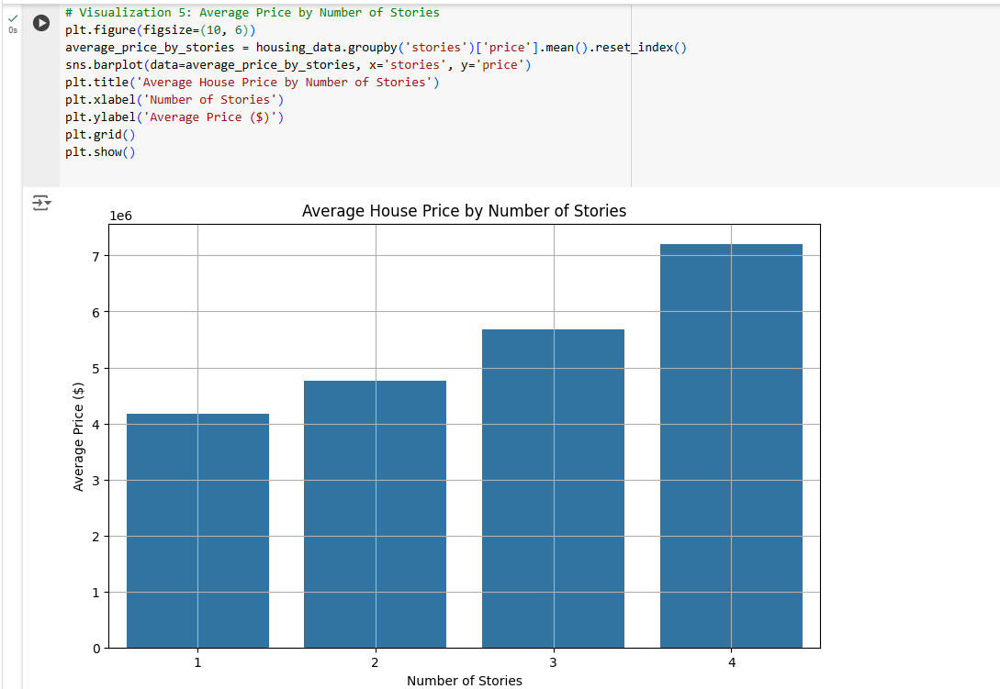 # Visualization 5: Average Price by Number of Stories
0s
plt.figure(figsize=(10, 6))
average_price_by_stories = housing_data.groupby('stories')['price'].mean().reset_index()
sns.barplot(data=average_price_by_stories, x='stories', y='price')
plt.title('Average House Price by Number of Stories')
plt.xlabel('Number of Stories')
plt.ylabel('Average Price ($)')
plt.grid()
plt.show()
Average House Price by Number of Stories
1e6
7
6
5
4
3
2
1
0
Average Price ($)
1 2 3 4
Number of Stories